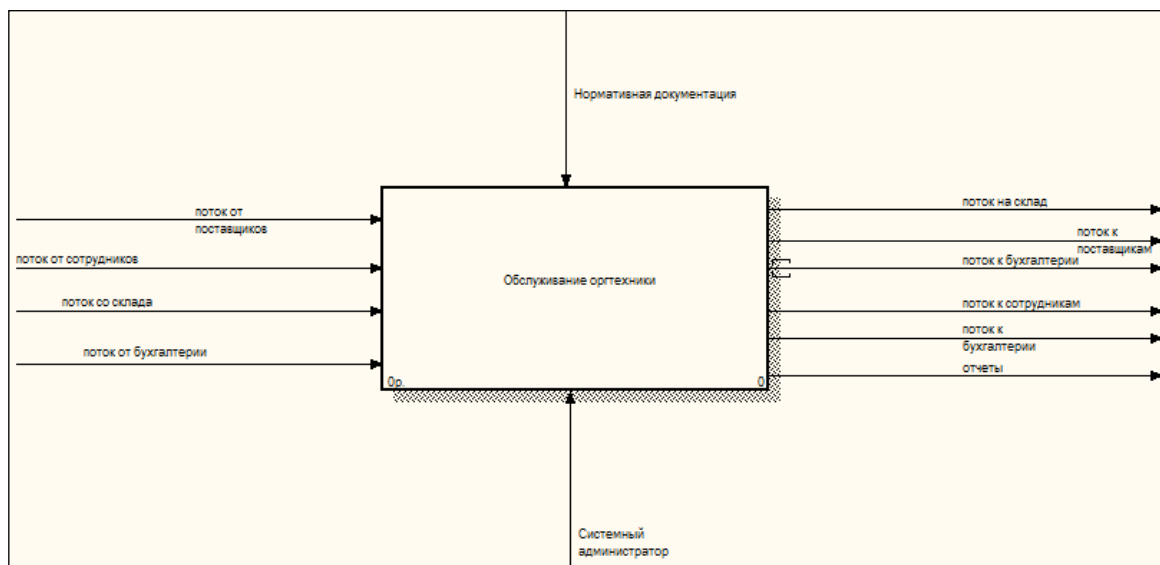 Нормативная документация
поток от
поставщиков
поток от сотрудников
поток со склада
поток от бухгалтерии
Обслуживание оргтехники
0р.
0
поток на склад
поток к
поставщикам
поток к бухгалтерии
поток к сотрудникам
поток к
бухгалтерии
отчеты
Системный
администратор